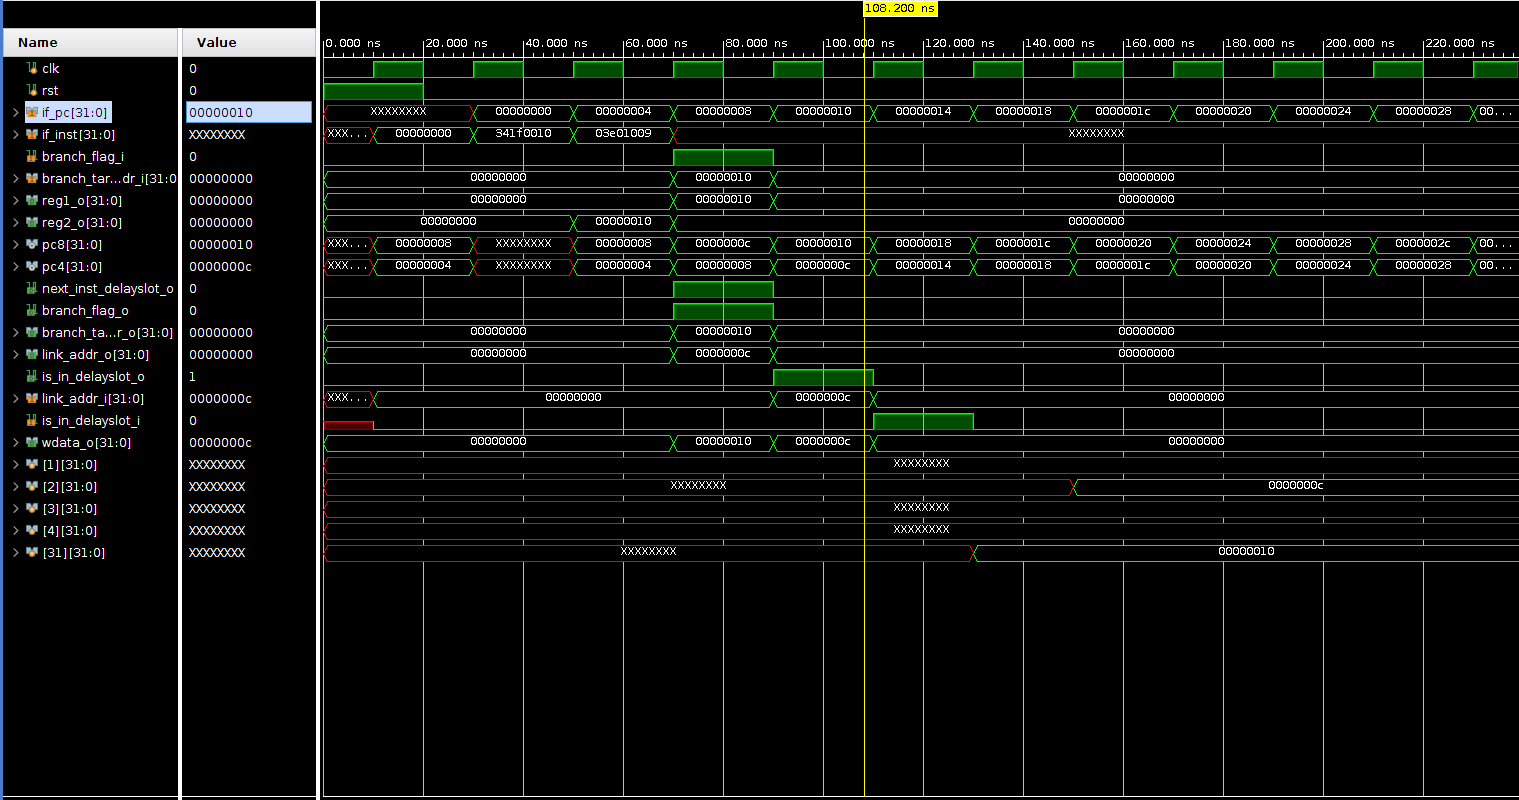 108.200 ns
Name Value 0.000 ns 20.000 ns 40.000 ns 60.000 ns 80.000 ns 100.000 ns 120.000 ns 140.000 ns 160.000 ns 180.000 ns 200.000 ns 220.000 ns
clk 0
rst 0
if_pc[31:0] 00000010 XXXXXXXX 00000000 00000004 00000008 00000010 00000014 00000018 0000001c 00000020 00000024 00000028 00...
if_inst[31:0] XXXXXXXX XXX... 00000000 341f0010 03e01009 XXXXXXXX
branch_flag_i 0
branch_tar...dr_i[31:0 00000000 00000000 00000010 00000000
reg1_o[31:0] 00000000 00000000 00000010 00000000
reg2_o[31:0] 00000000 00000000 00000010 00000000
pc8[31:0] 00000010 XXX... 00000008 XXXXXXXX 00000008 0000000c 00000010 00000018 0000001c 00000020 00000024 00000028 0000002c 00...
pc4[31:0] 0000000c XXX... 00000004 XXXXXXXX 00000004 00000008 0000000c 00000014 00000018 0000001c 00000020 00000024 00000028 00...
next_inst_delayslot_o 0
branch_flag_o 0
branch_ta...r_o[31:0] 00000000 00000000 00000010 00000000
link_addr_o[31:0] 00000000 00000000 0000000c 00000000
is_in_delayslot_o 1
link_addr_i[31:0] 0000000c XXX... 00000000 0000000c 00000000
is_in_delayslot_i 0
wdata_o[31:0] 0000000c 00000000 00000010 0000000c 00000000
[1][31:0] XXXXXXXX XXXXXXXX
[2][31:0] XXXXXXXX XXXXXXXX 0000000c
[3][31:0] XXXXXXXX XXXXXXXX
[4][31:0] XXXXXXXX XXXXXXXX
[31][31:0] XXXXXXXX XXXXXXXX 00000010